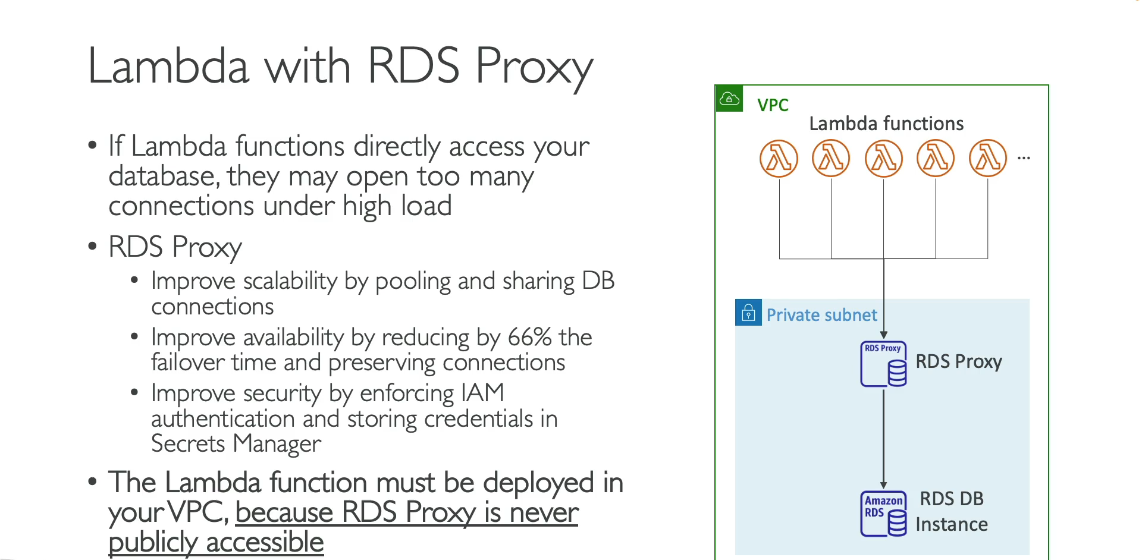 Lambda with RDS Proxy
• If Lambda functions directly access your
database, they may open too many
connections under high load
• RDS Proxy
• Improve scalability by pooling and sharing DB
connections
• Improve availability by reducing by 66% the
failover time and preserving connections
• Improve security by enforcing IAM
authentication and storing credentials in
Secrets Manager
• The Lambda function must be deployed in
your VPC, because RDS Proxy is never
publicly accessible
VPC
Lambda functions
...
Private subnet
RDS Proxy
RDS Proxy
Amazon
RDS
RDS DB
Instance